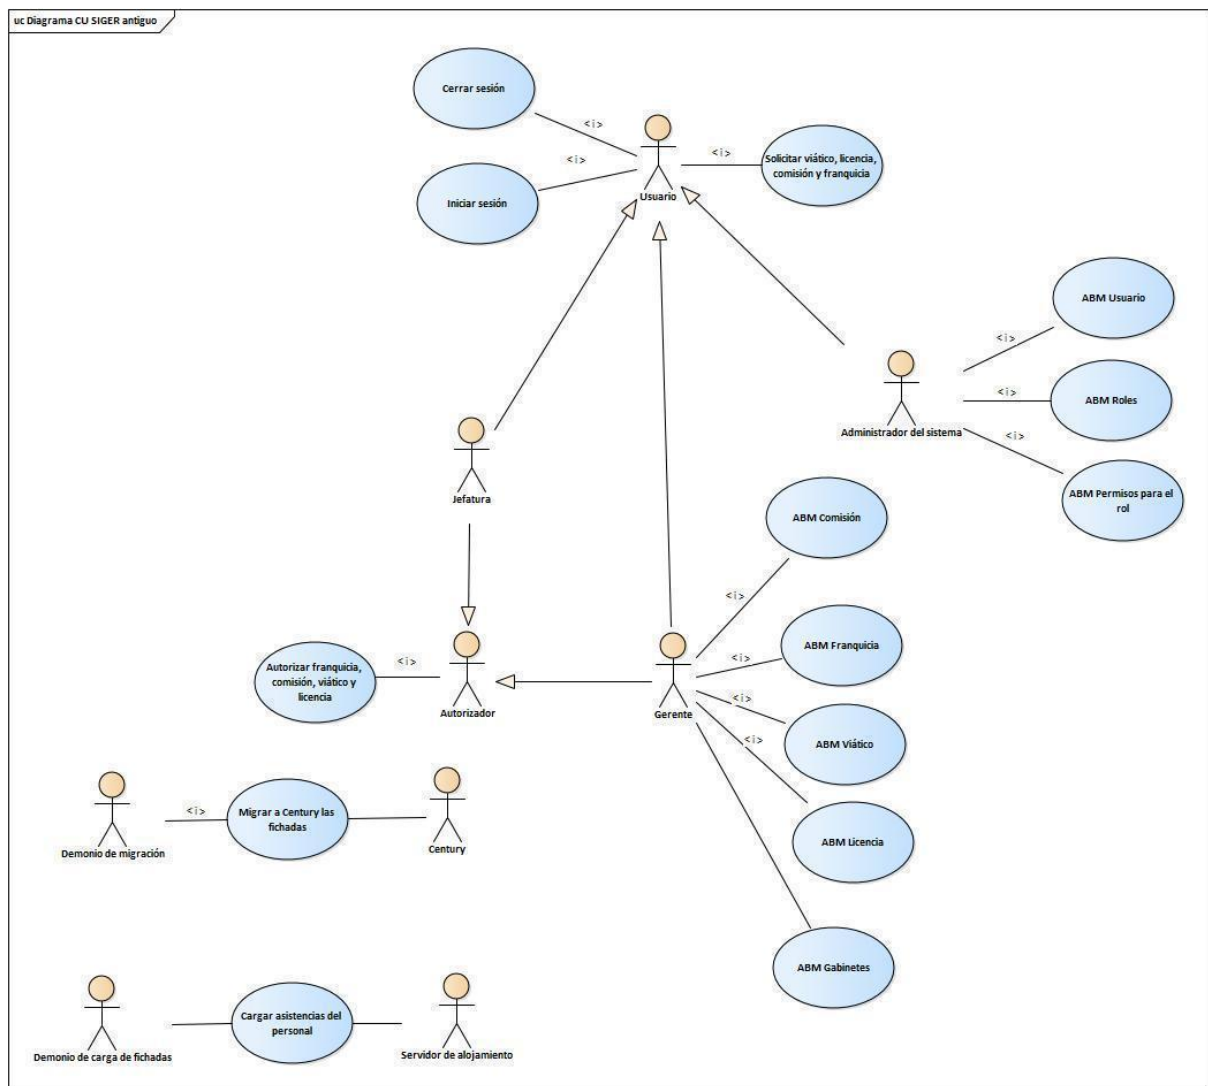 uc Diagrama CU SIGER antiguo
Cerrar sesión
<i>
<i>
<i>
Solicitar viático, licencia,
comisión y franquicia
Iniciar sesión
Usuario
ABM Usuario
<i>
<i>
ABM Roles
Administrador del sistema
<i>
ABM Permisos para el
rol
Jefatura
ABM Comisión
<i>
Autorizar franquicia,
comisión, viático y
licencia
<i>
Autorizador
Gerente
ABM Franquicia
<i>
<i>
ABM Viático
<i>
ABM Licencia
ABM Gabinetes
Demonio de migración
<i>
Migrar a Century las
fichadas
Century
Demonio de carga de fichadas
Cargar asistencias del
personal
Servidor de alojamiento